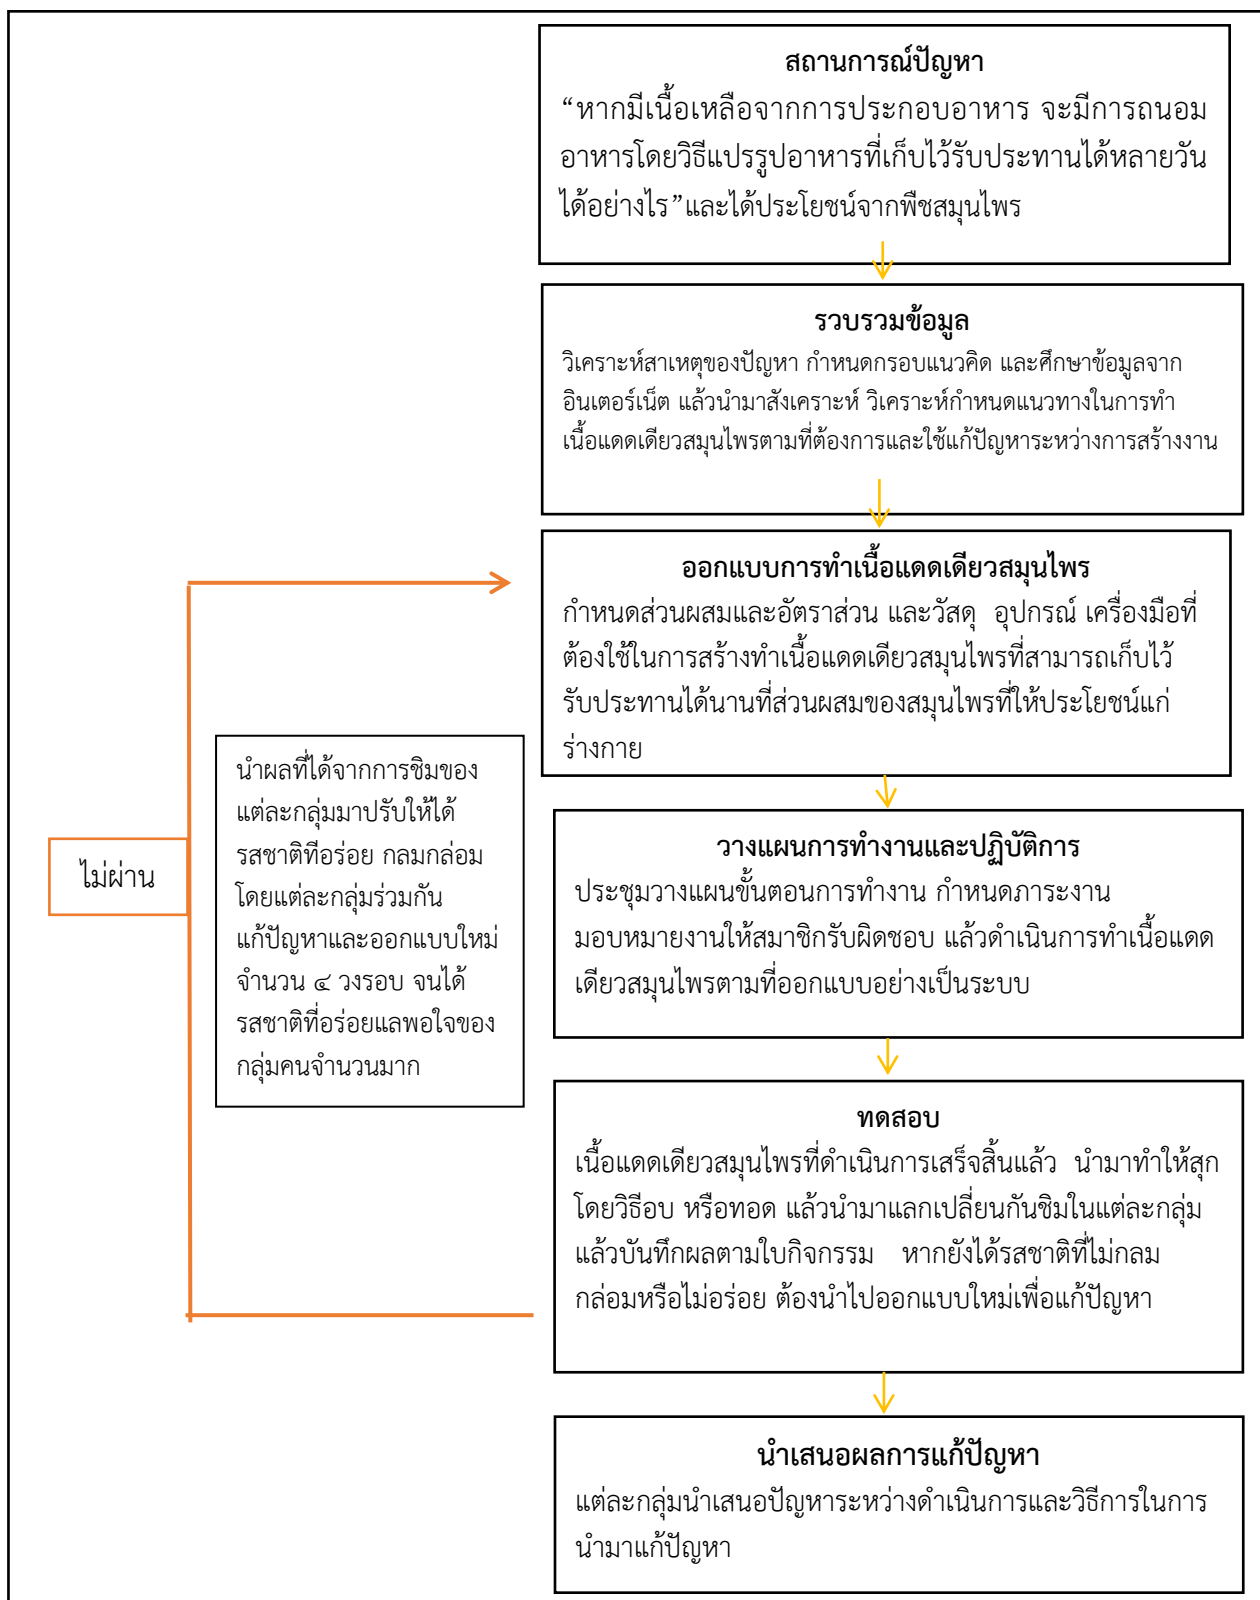 สถานการณ์ปัญหา
“หากมีเนื้อเหลือจากการประกอบอาหาร จะมีการถนอม
อาหารโดยวิธีแปรรูปอาหารที่เก็บไว้รับประทานได้หลายวัน
ได้อย่างไร”และได้ประโยชน์จากพืชสมุนไพร
รวบรวมข้อมูล
วิเคราะห์สาเหตุของปัญหา กำหนดกรอบแนวคิด และศึกษาข้อมูลจาก
อินเตอร์เน็ต แล้วนำมาสังเคราะห์ วิเคราะห์กำหนดแนวทางในการทำ
เนื้อแดดเดียวสมุนไพรตามที่ต้องการและใช้แก้ปัญหาระหว่างการสร้างงาน
ออกแบบการทำเนื้อแดดเดียวสมุนไพร
กำหนดส่วนผสมและอัตราส่วน และวัสดุ อุปกรณ์ เครื่องมือที่
ต้องใช้ในการสร้างทำเนื้อแดดเดียวสมุนไพรที่สามารถเก็บไว้
รับประทานได้นานที่ส่วนผสมของสมุนไพรที่ให้ประโยชน์แก่
ร่างกาย
นำผลที่ได้จากการชิมของ
แต่ละกลุ่มมาปรับให้ได้
รสชาติทีอร่อย กลมกล่อม
โดยแต่ละกลุ่มร่วมกัน
แก้ปัญหาและออกแบบใหม่
จำนวน ๔ วงรอบ จนได้
รสชาติที่อร่อยแลพอใจของ
กลุ่มคนจำนวนมาก
ไม่ผ่าน
วางแผนการทำงานและปฏิบัติการ
ประชุมวางแผนขั้นตอนการทำงาน กำหนดภาระงาน
มอบหมายงานให้สมาชิกรับผิดชอบ แล้วดำเนินการทำเนื้อแดด
เดียวสมุนไพรตามที่ออกแบบอย่างเป็นระบบ
ทดสอบ
เนื้อแดดเดียวสมุนไพรที่ดำเนินการเสร็จสิ้นแล้ว นำมาทำให้สุก
โดยวิธีอบ หรือทอด แล้วนำมาแลกเปลี่ยนกันชิมในแต่ละกลุ่ม
แล้วบันทึกผลตามใบกิจกรรม หากยังได้รสชาติที่ไม่กลม
กล่อมหรือไม่อร่อย ต้องนำไปออกแบบใหม่เพื่อแก้ปัญหา
นำเสนอผลการแก้ปัญหา
แต่ละกลุ่มนำเสนอปัญหาระหว่างดำเนินการและวิธีการในการ
นำมาแก้ปัญหา